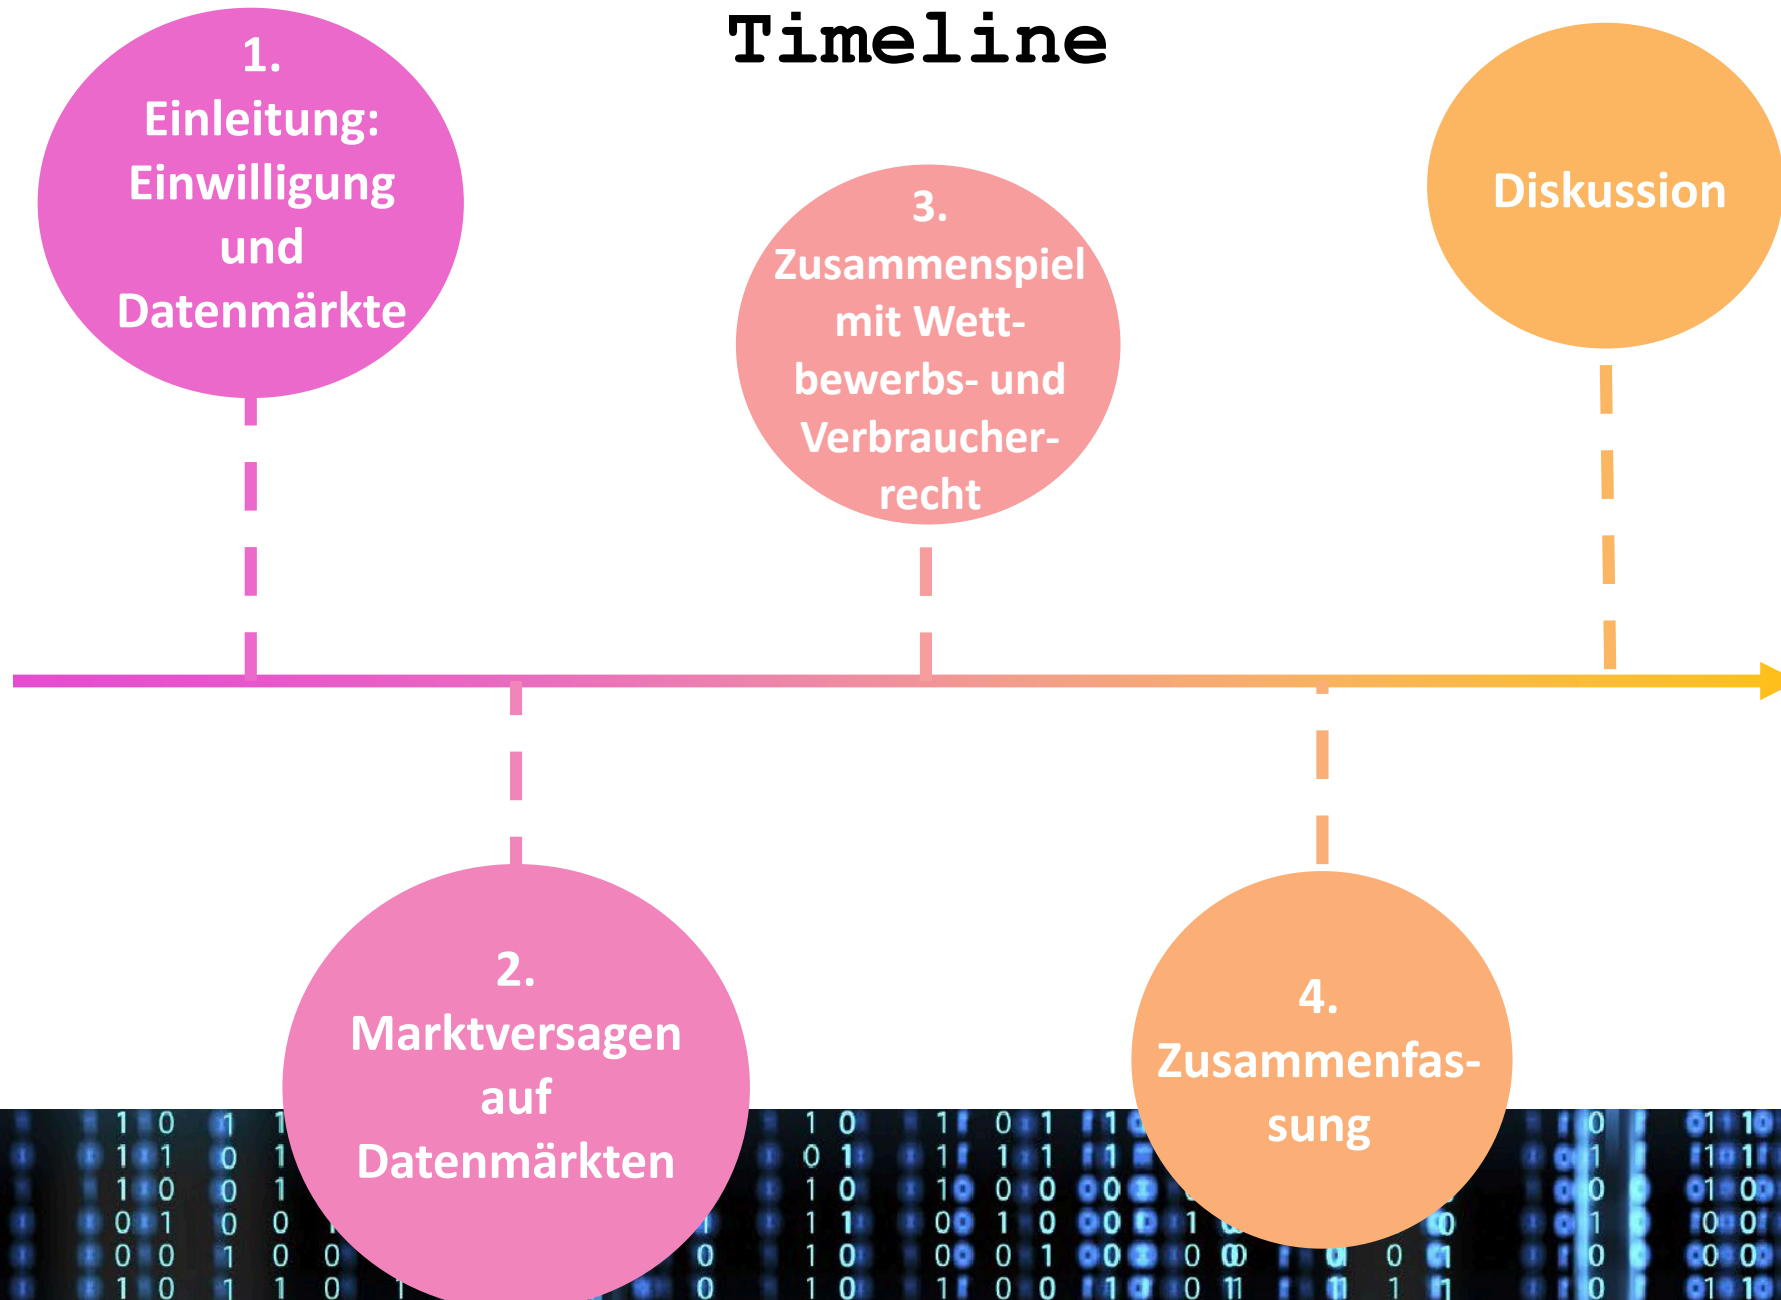 Timeline
1.
Einleitung:
Einwilligung
und
Datenmärkte
2.
Marktversagen
auf
Datenmärkten
3.
Zusammenspiel
mit Wett-
bewerbs- und
Verbraucher-
recht
4.
Zusammenfas-
sung
Diskussion